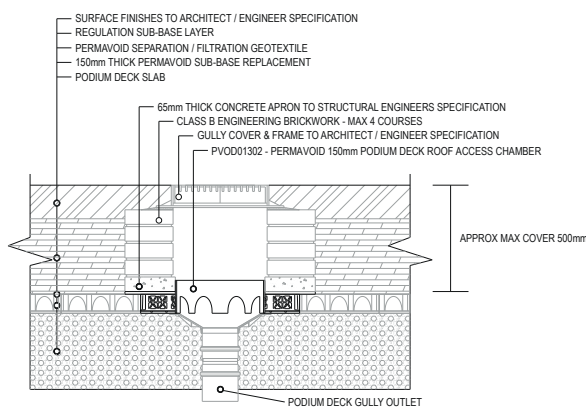 SURFACE FINISHES TO ARCHITECT / ENGINEER SPECIFICATION
REGULATION SUB-BASE LAYER
PERMAVOID SEPARATION / FILTRATION GEOTEXTILE
150mm THICK PERMAVOID SUB-BASE REPLACEMENT
PODIUM DECK SLAB
65mm THICK CONCRETE APRON TO STRUCTURAL ENGINEERS SPECIFICATION
CLASS B ENGINEERING BRICKWORK - MAX 4 COURSES
GULLY COVER & FRAME TO ARCHITECT / ENGINEER SPECIFICATION
PVOD01302 - PERMAVOID 150mm PODIUM DECK ROOF ACCESS CHAMBER
APPROX MAX COVER 500mm
PODIUM DECK GULLY OUTLET